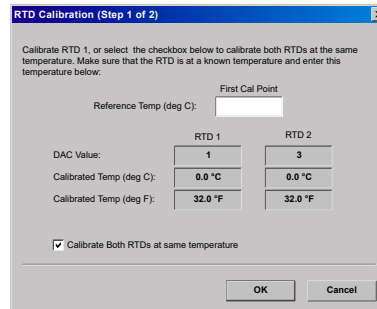 RTD Calibration (Step 1 of 2)
Calibrate RTD 1, or select the checkbox below to calibrate both RTDs at the same
temperature. Make sure that the RTD is at a known temperature and enter this
temperature below:
First Cal Point
Reference Temp (deg C):
RTD 1 RTD 2
DAC Value: 1 3
Calibrated Temp (deg C): 0.0 °C 0.0 °C
Calibrated Temp (deg F): 32.0 °F 32.0 °F
Calibrate Both RTDs at same temperature
OK Cancel